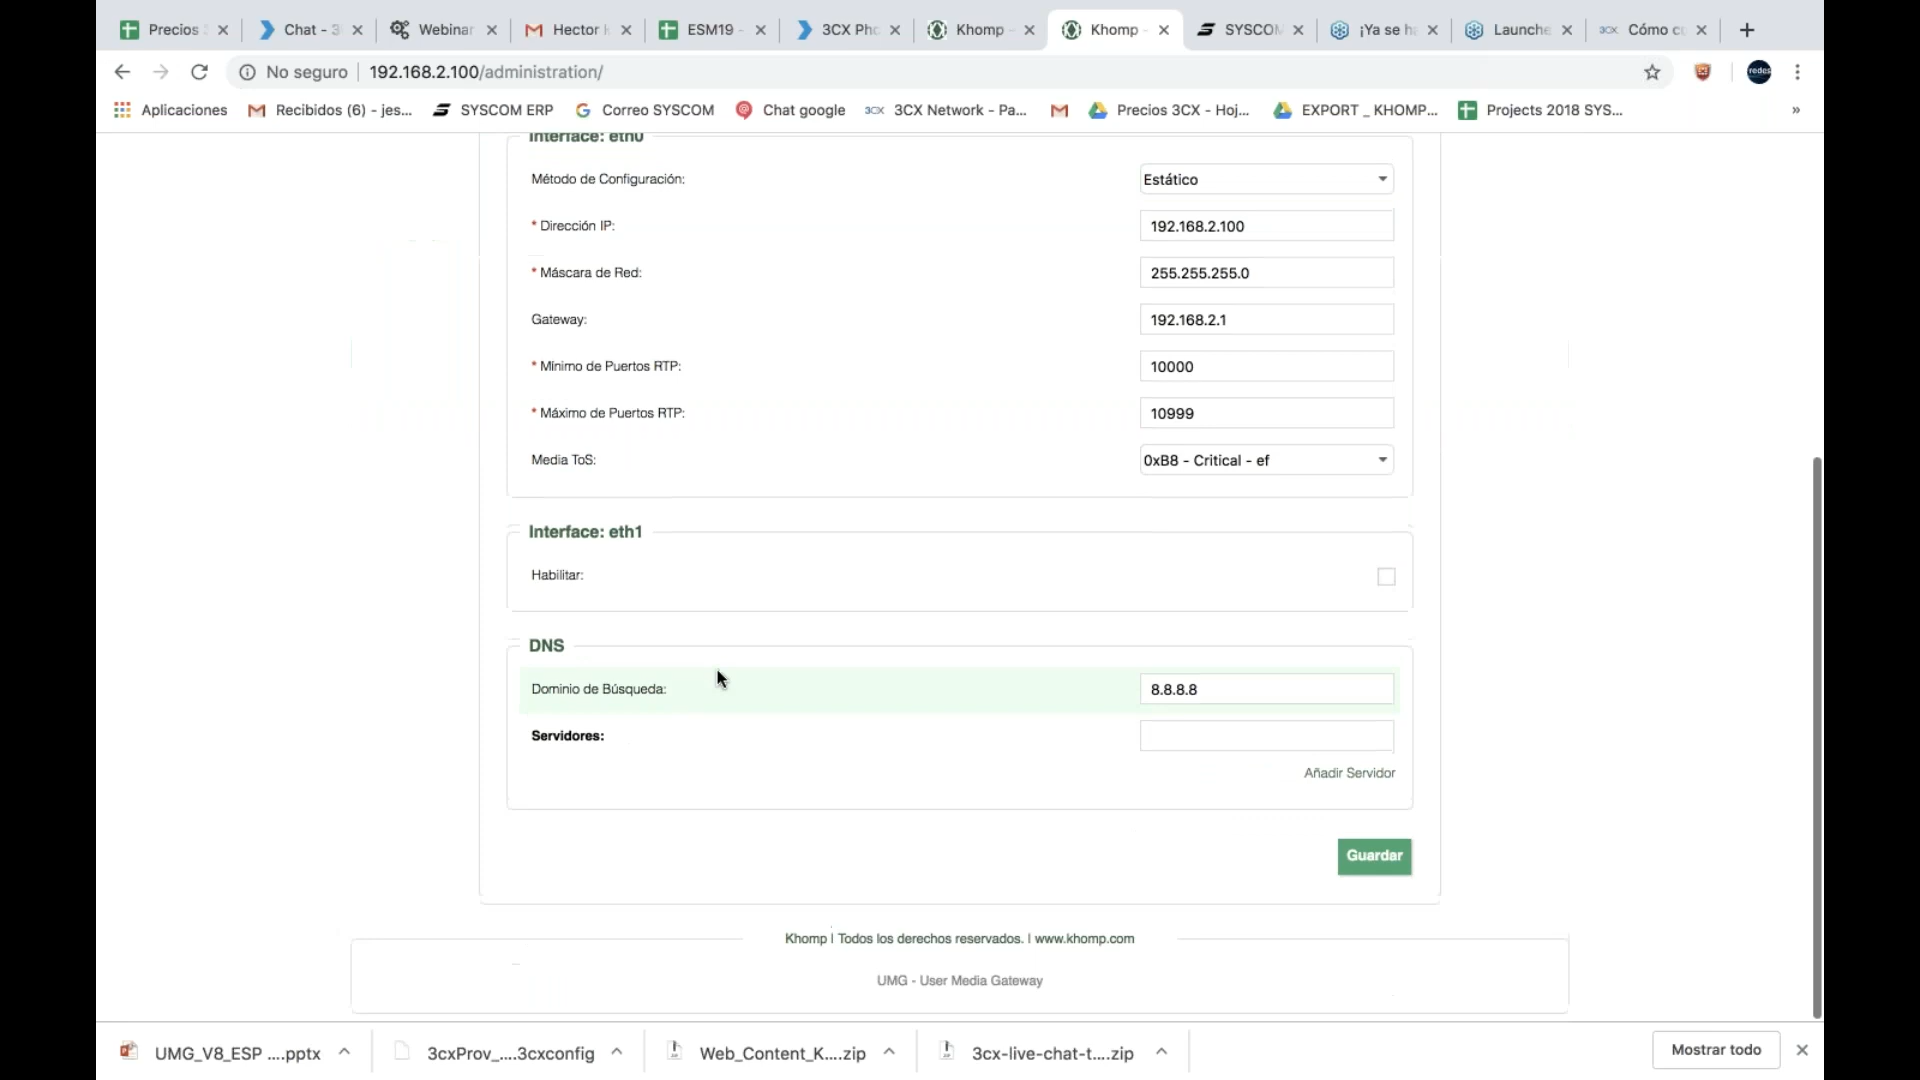 Precios
Chat - 3
Webinar
Hector
ESM19 -
3CX Pho
Khomp -
Khomp -
SYSCOM
¡Ya se ha
Launche
Cómo c
No seguro
192.168.2.100/administration/
redes
Aplicaciones
Recibidos (6) - jes...
SYSCOM ERP
Correo SYSCOM
Chat google
3CX
3CX Network - Pa...
Precios 3CX - Hoj...
EXPORT _ KHOMP...
Projects 2018 SYS...
»
Interface: eth0
Método de Configuración:
Estático
* Dirección IP:
192.168.2.100
* Máscara de Red:
255.255.255.0
Gateway:
192.168.2.1
* Mínimo de Puertos RTP:
10000
* Máximo de Puertos RTP:
10999
Media ToS:
0xB8 - Critical - ef
Interface: eth1
Habilitar:
DNS
Dominio de Búsqueda:
8.8.8.8
Servidores:
Añadir Servidor
Guardar
Khomp | Todos los derechos reservados. | www.khomp.com
UMG - User Media Gateway
UMG_V8_ESP ....pptx
3cxProv_....3cxconfig
Web_Content_K....zip
3cx-live-chat-t....zip
Mostrar todo